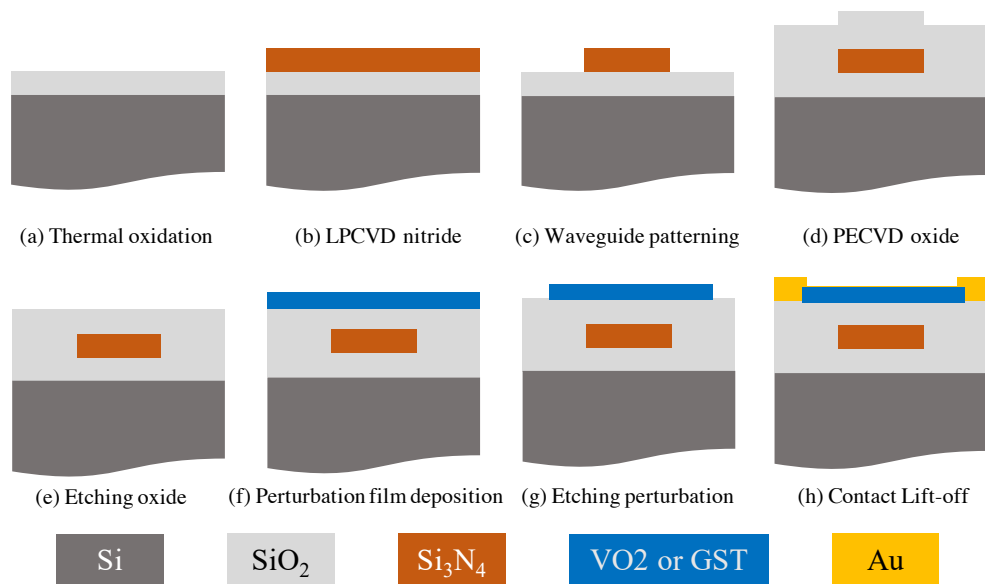 (a) Thermal oxidation
(b) LPCVD nitride
(c) Waveguide patterning
(d) PECVD oxide
(e) Etching oxide
(f) Perturbation film deposition
(g) Etching perturbation
(h) Contact Lift-off
Si
SiO₂
Si₃N₄
VO2 or GST
Au